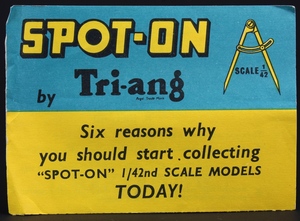 SPOT-ON
SCALE 1/42
by Tri-ang
Six reasons why
you should start collecting
"SPOT-ON" 1/42nd SCALE MODELS
TODAY!